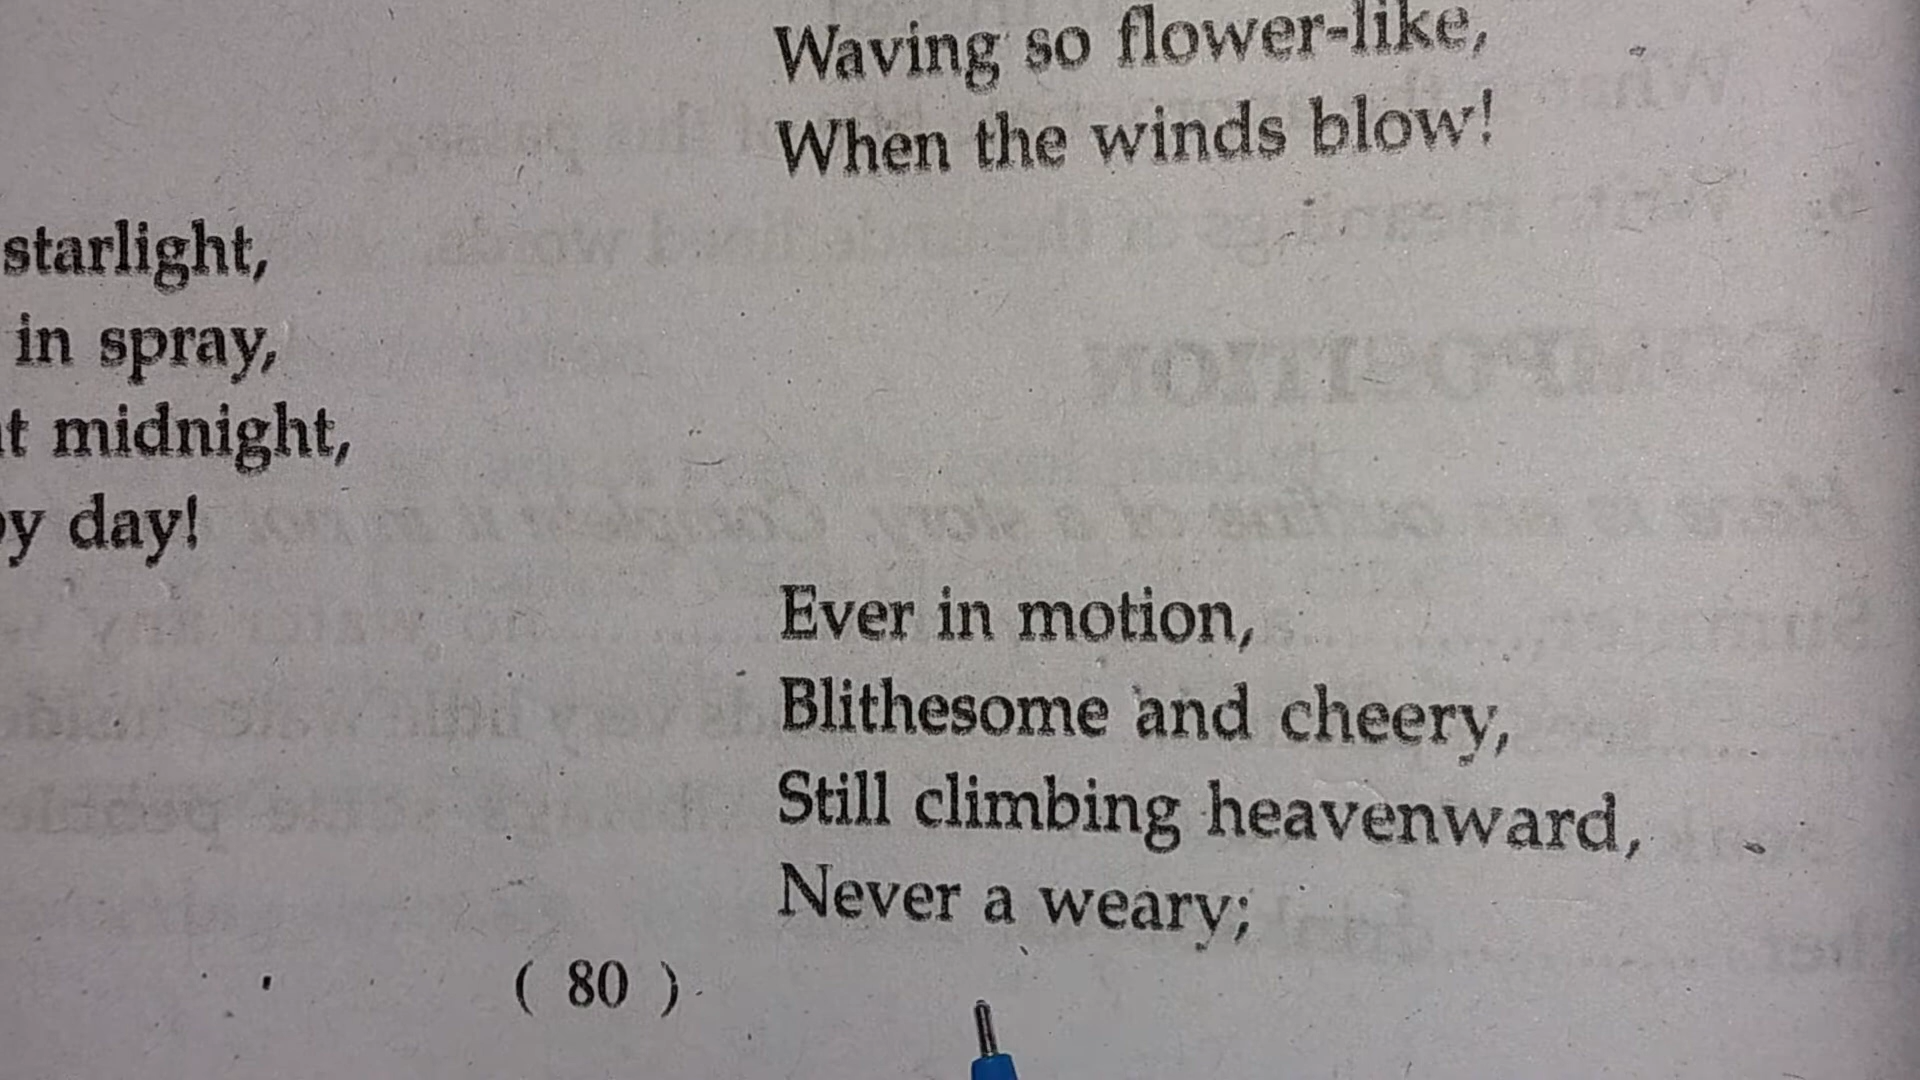 starlight,
in spray,
midnight,
day!
Waving so flower-like,
When the winds blow!
Ever in motion,
Blithesome and cheery,
Still climbing heavenward,
Never a weary;
( 80 )